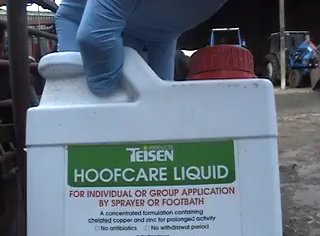 TEISEN
HOOFCARE LIQUID
FOR INDIVIDUAL OR GROUP APPLICATION
BY SPRAYER OR FOOTBATH
A concentrated formulation containing
chelated copper and zinc for prolonged activity
No antibiotics No withdrawal period